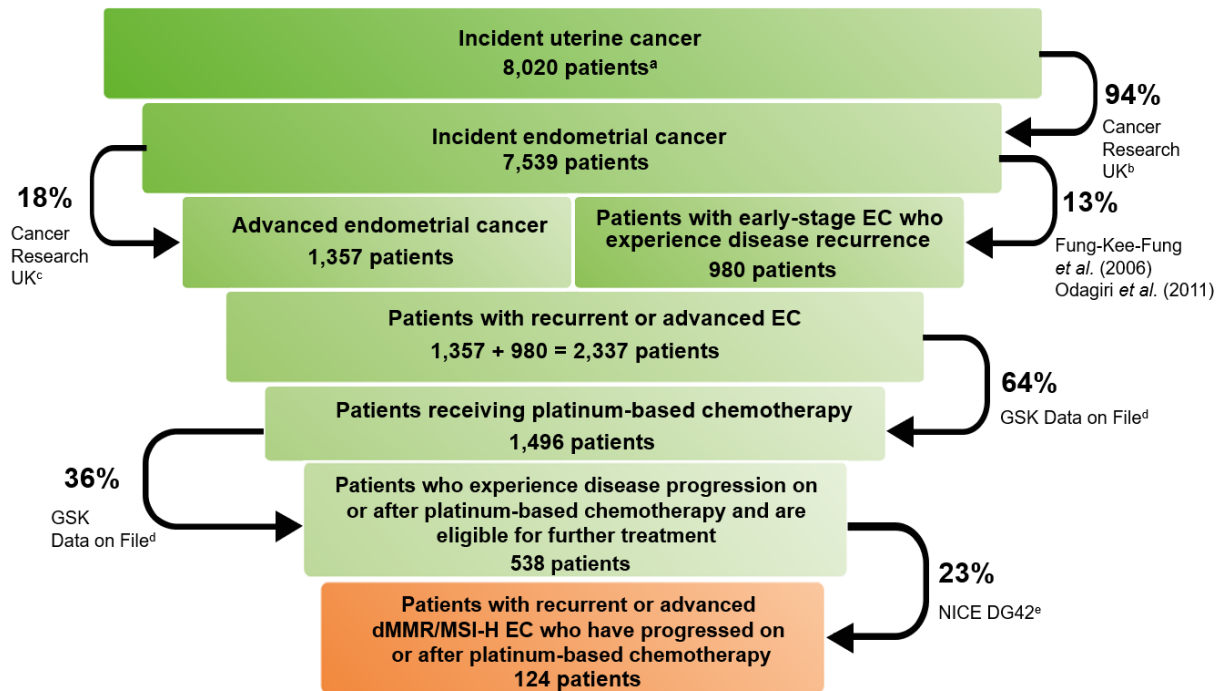 Incident uterine cancer
8,020 patientsᵃ
94%
Cancer
Research
UKᵇ
Incident endometrial cancer
7,539 patients
18%
Cancer
Research
UKᶜ
13%
Fung-Kee-Fung
et al. (2006)
Odagiri et al. (2011)
Advanced endometrial cancer
1,357 patients
Patients with early-stage EC who
experience disease recurrence
980 patients
Patients with recurrent or advanced EC
1,357 + 980 = 2,337 patients
64%
GSK Data on Fileᵈ
Patients receiving platinum-based chemotherapy
1,496 patients
36%
GSK
Data on Fileᵈ
Patients who experience disease progression on
or after platinum-based chemotherapy and are
eligible for further treatment
538 patients
23%
NICE DG42ᵉ
Patients with recurrent or advanced
dMMR/MSI-H EC who have progressed on
or after platinum-based chemotherapy
124 patients